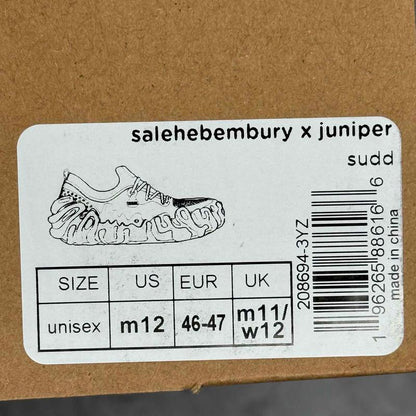 salehebembury x juniper
sudd
SIZE US EUR UK
unisex m12 46-47 m11/
w12
208694-3YZ
1 96265 88616 6
made in china